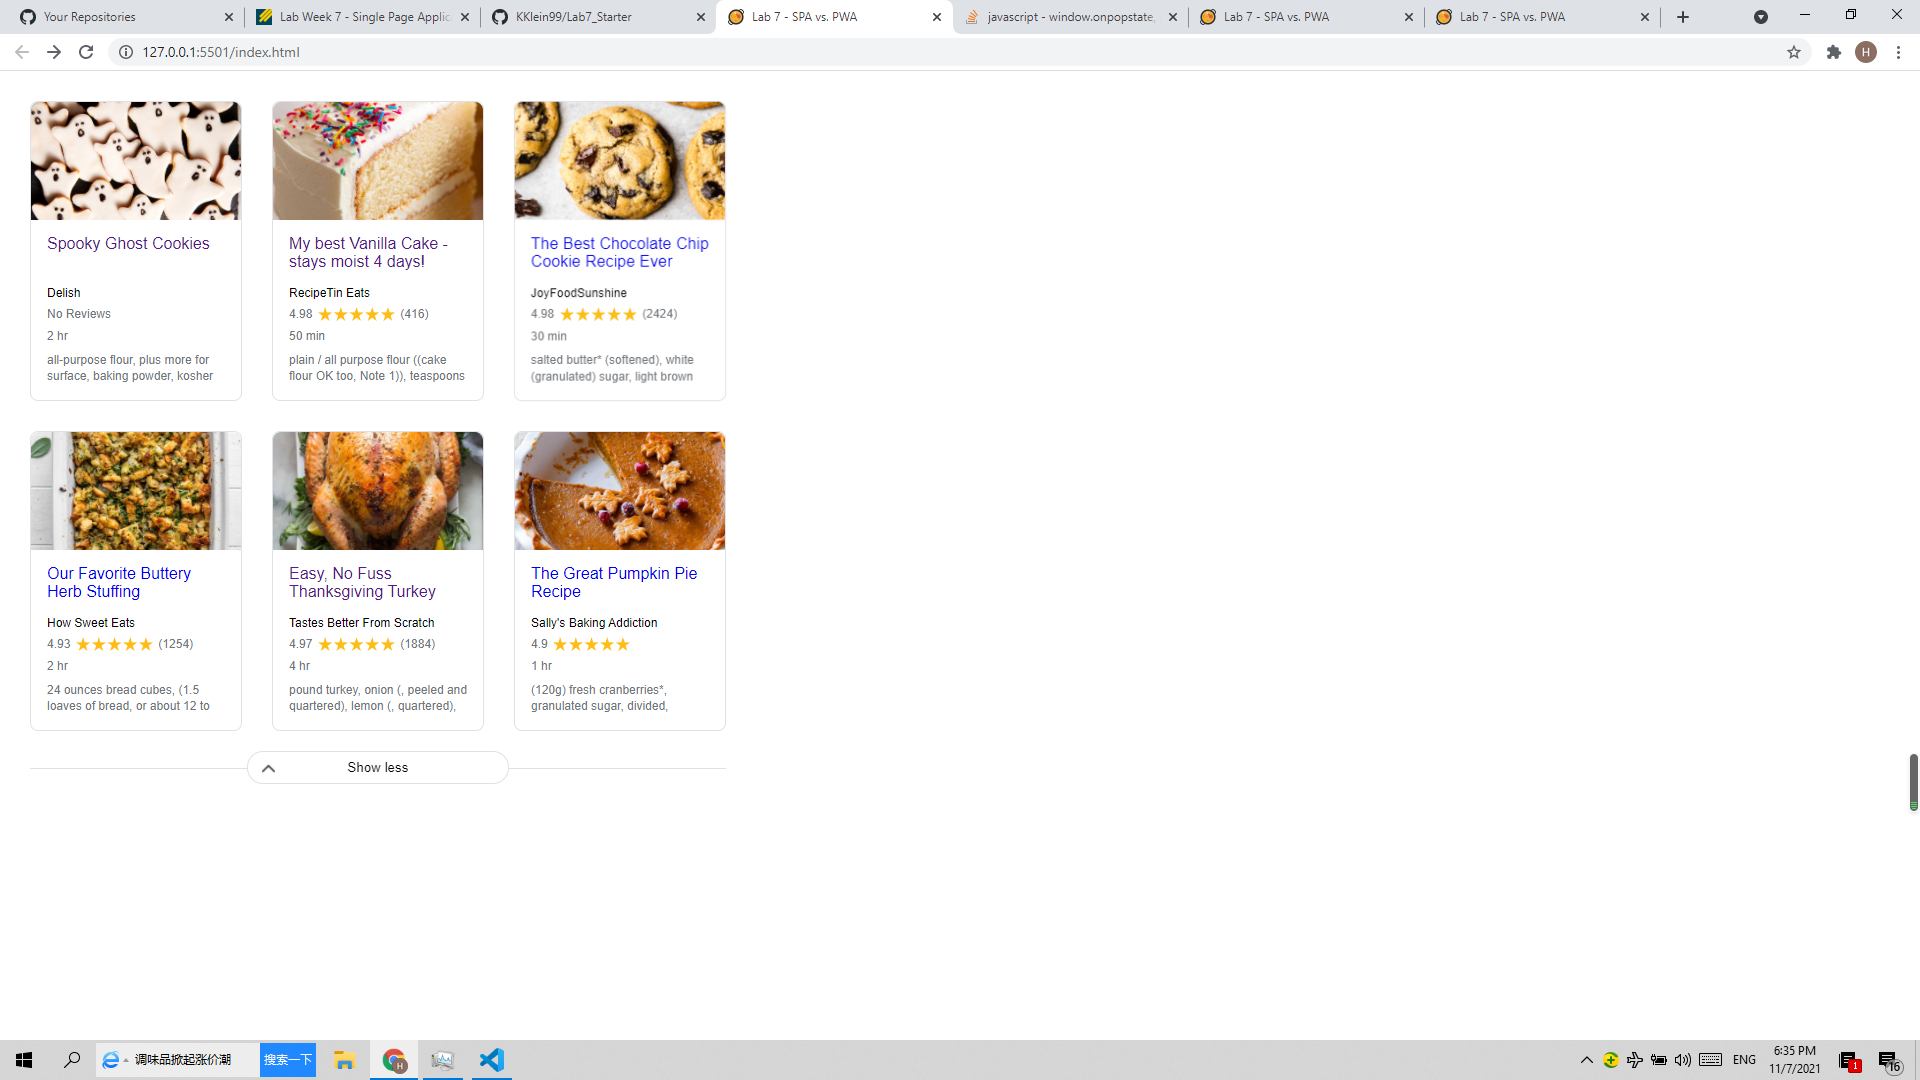 Your Repositories
Lab Week 7 - Single Page Applic
KKlein99/Lab7_Starter
Lab 7 - SPA vs. PWA
javascript - window.onpopstate,
Lab 7 - SPA vs. PWA
Lab 7 - SPA vs. PWA
127.0.0.1:5501/index.html
H
Spooky Ghost Cookies
Delish
No Reviews
2 hr
all-purpose flour, plus more for
surface, baking powder, kosher
My best Vanilla Cake -
stays moist 4 days!
RecipeTin Eats
4.98 (416)
50 min
plain / all purpose flour ((cake
flour OK too, Note 1)), teaspoons
The Best Chocolate Chip
Cookie Recipe Ever
JoyFoodSunshine
4.98 (2424)
30 min
salted butter* (softened), white
(granulated) sugar, light brown
Our Favorite Buttery
Herb Stuffing
How Sweet Eats
4.93 (1254)
2 hr
24 ounces bread cubes, (1.5
loaves of bread, or about 12 to
Easy, No Fuss
Thanksgiving Turkey
Tastes Better From Scratch
4.97 (1884)
4 hr
pound turkey, onion (, peeled and
quartered), lemon (, quartered),
The Great Pumpkin Pie
Recipe
Sally's Baking Addiction
4.9
1 hr
(120g) fresh cranberries*,
granulated sugar, divided,
Show less
调味品掀起涨价潮
搜索一下
H
ENG
6:35 PM
11/7/2021
1
16